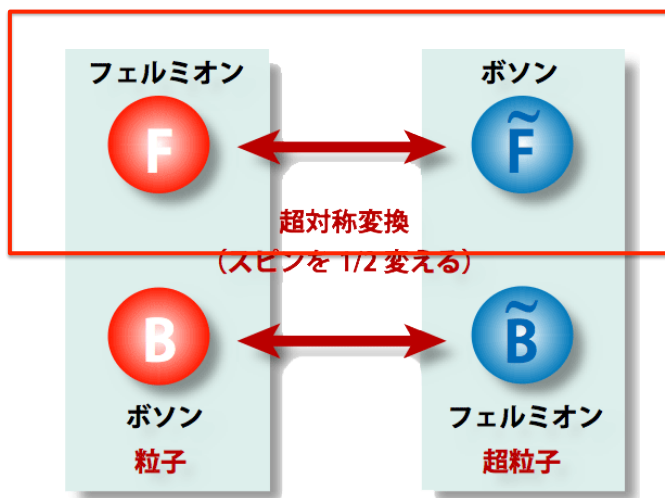 フェルミオン
ボソン
F
F̃
超対称変換
（スピンを 1/2 変える）
B
B̃
ボソン
フェルミオン
粒子
超粒子